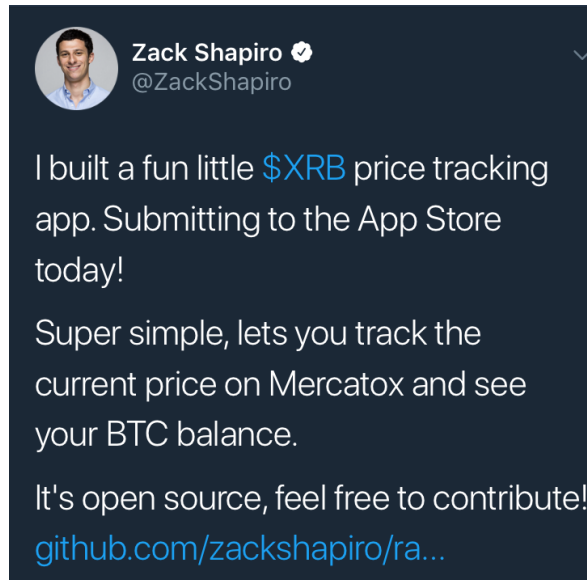 Zack Shapiro
@ZackShapiro
I built a fun little $XRB price tracking
app. Submitting to the App Store
today!
Super simple, lets you track the
current price on Mercatox and see
your BTC balance.
It's open source, feel free to contribute!
github.com/zackshapiro/ra...